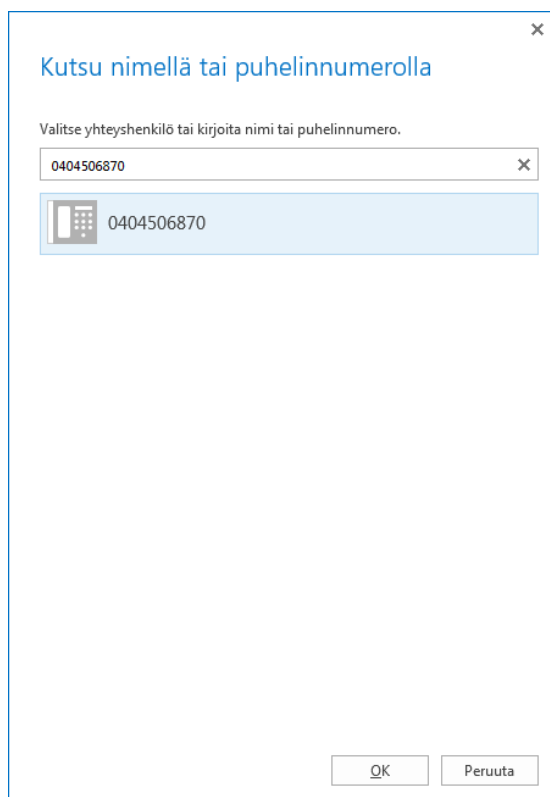 Kutsu nimellä tai puhelinnumerolla
Valitse yhteyshenkilö tai kirjoita nimi tai puhelinnumero.
0404506870
0404506870
OK
Peruuta